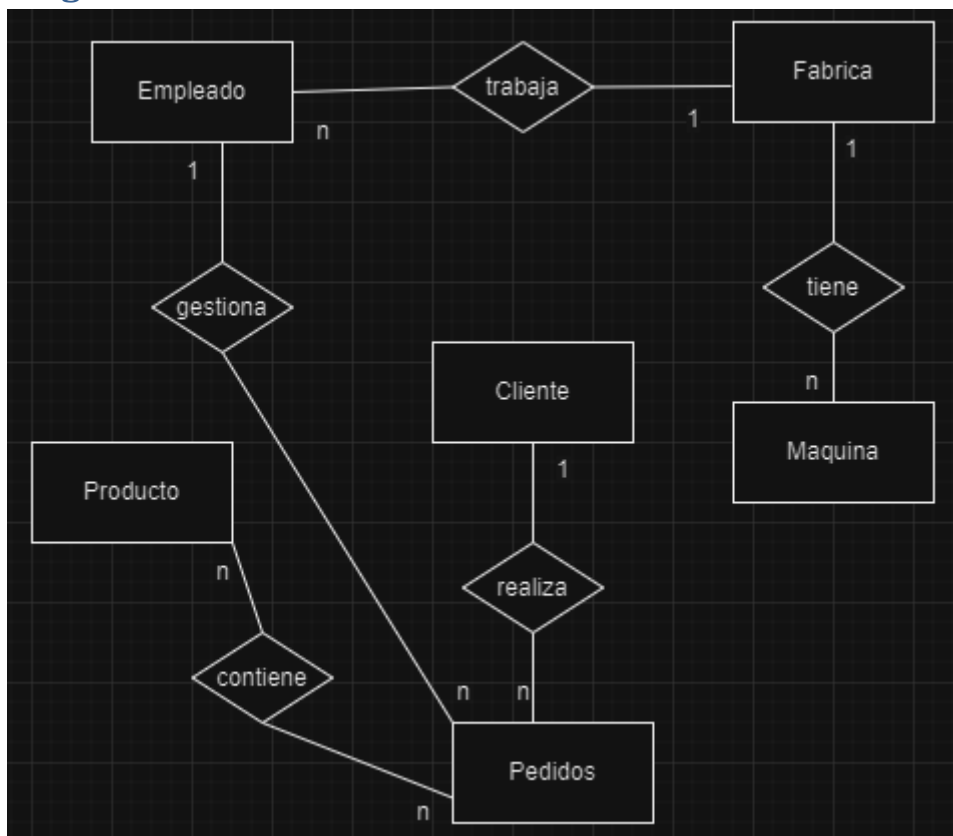 Empleado
trabaja
Fabrica
n
1
1
1
gestiona
tiene
Cliente
n
Maquina
Producto
1
n
realiza
contiene
n
n
Pedidos
n